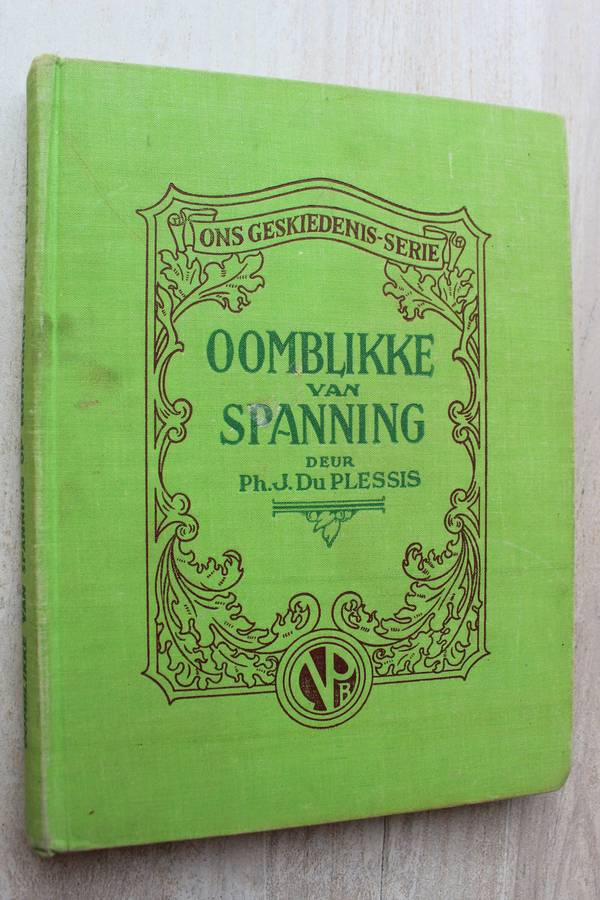 ONS GESKIEDENIS-SERIE
OOMBLIKKE
VAN
SPANNING
DEUR
Ph. J. Du PLESSIS
NPB